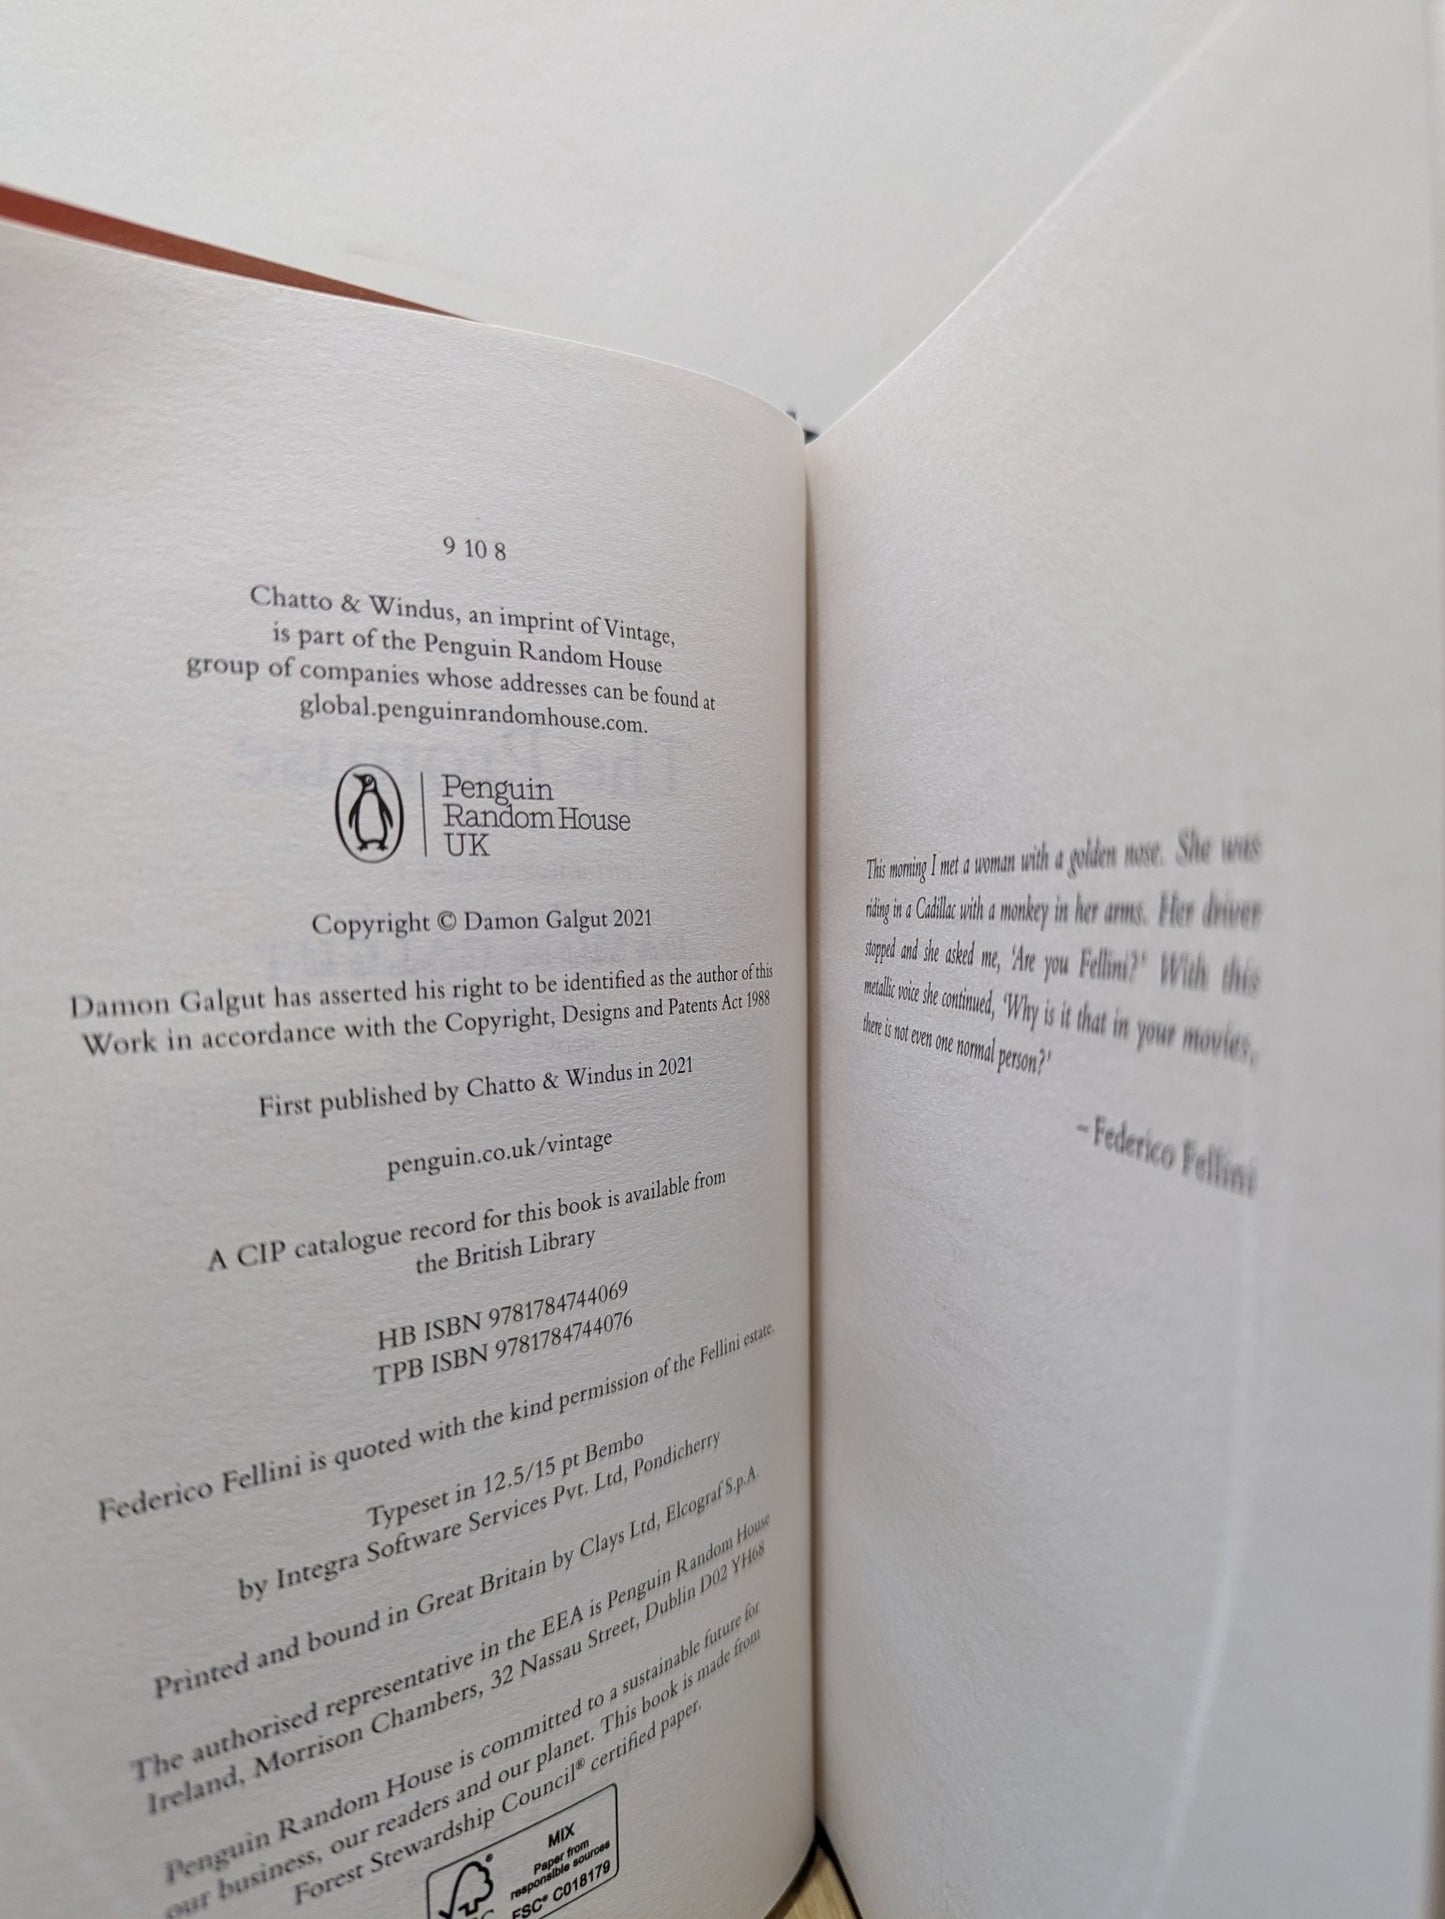 9 10 8
Chatto & Windus, an imprint of Vintage,
is part of the Penguin Random House
group of companies whose addresses can be found at
global.penguinrandomhouse.com.
Penguin
Random House
UK
Copyright © Damon Galgut 2021
Damon Galgut has asserted his right to be identified as the author of this
Work in accordance with the Copyright, Designs and Patents Act 1988
First published by Chatto & Windus in 2021
penguin.co.uk/vintage
A CIP catalogue record for this book is available from
the British Library
HB ISBN 9781784744069
TPB ISBN 9781784744076
Federico Fellini is quoted with the kind permission of the Fellini estate.
Typeset in 12.5/15 pt Bembo
by Integra Software Services Pvt. Ltd, Pondicherry
Printed and bound in Great Britain by Clays Ltd, Elcograf S.p.A.
The authorised representative in the EEA is Penguin Random House
Ireland, Morrison Chambers, 32 Nassau Street, Dublin D02 YH68
Penguin Random House is committed to a sustainable future for
our business, our readers and our planet. This book is made from
Forest Stewardship Council® certified paper.
MIX
Paper from
responsible sources
FSC® C018179
This morning I met a woman with a golden nose. She was
riding in a Cadillac with a monkey in her arms. Her driver
stopped and she asked me, ‘Are you Fellini?’ With this
metallic voice she continued, ‘Why is it that in your movies,
there is not even one normal person?’
– Federico Fellini